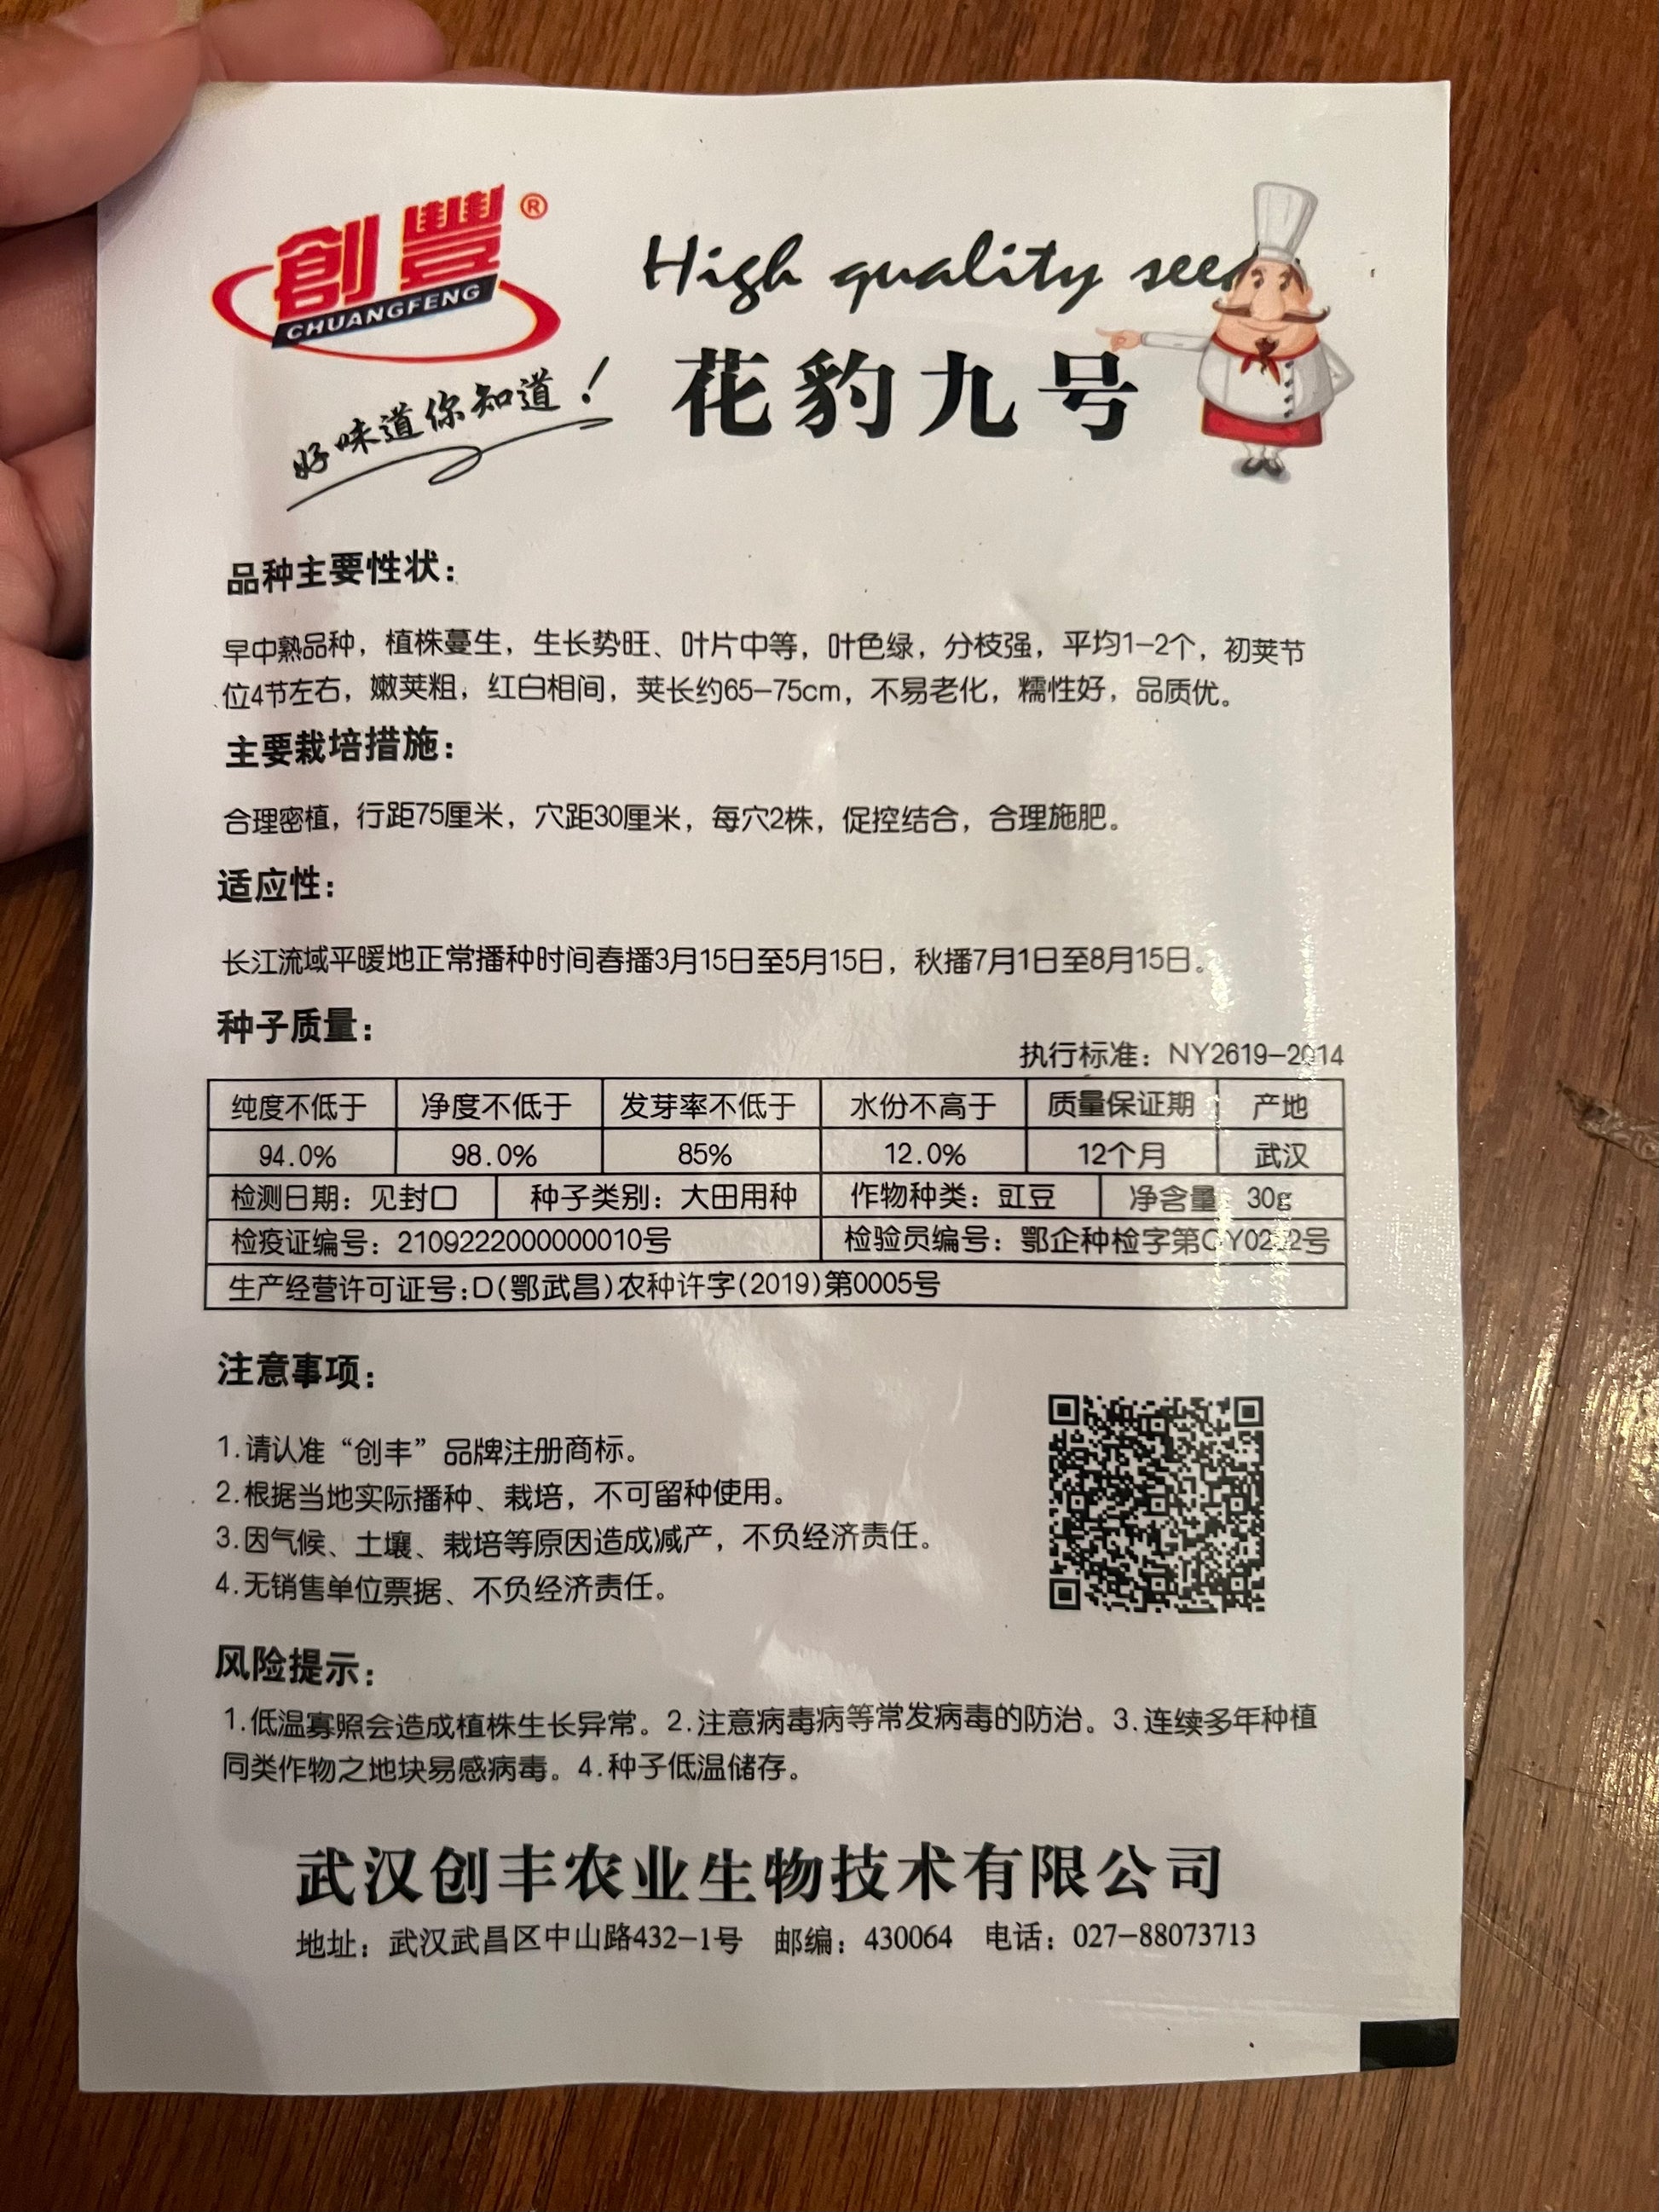 創豐®
CHUANGFENG
High quality seed
好味道你知道！
花豹九号
品种主要性状：
早中熟品种，植株蔓生，生长势旺、叶片中等，叶色绿，分枝强，平均1-2个，初荚节
位4节左右，嫩荚粗，红白相间，荚长约65-75cm，不易老化，糯性好，品质优。
主要栽培措施：
合理密植，行距75厘米，穴距30厘米，每穴2株，促控结合，合理施肥。
适应性：
长江流域平暖地正常播种时间春播3月15日至5月15日，秋播7月1日至8月15日。
种子质量：
执行标准：NY2619-2014
纯度不低于 净度不低于 发芽率不低于 水份不高于 质量保证期 产地
94.0% 98.0% 85% 12.0% 12个月 武汉
检测日期：见封口 种子类别：大田用种 作物种类：豇豆 净含量 30g
检疫证编号：2109222000000010号 检验员编号：鄂企种检字第
生产经营许可证号:D(鄂武昌)农种许字(2019)第0005号
注意事项：
1.请认准“创丰”品牌注册商标。
2.根据当地实际播种、栽培，不可留种使用。
3.因气候、土壤、栽培等原因造成减产，不负经济责任。
4.无销售单位票据、不负经济责任。
风险提示：
1.低温寡照会造成植株生长异常。2.注意病毒病等常发病毒的防治。3.连续多年种植
同类作物之地块易感病毒。4.种子低温储存。
武汉创丰农业生物技术有限公司
地址：武汉武昌区中山路432-1号 邮编：430064 电话：027-88073713